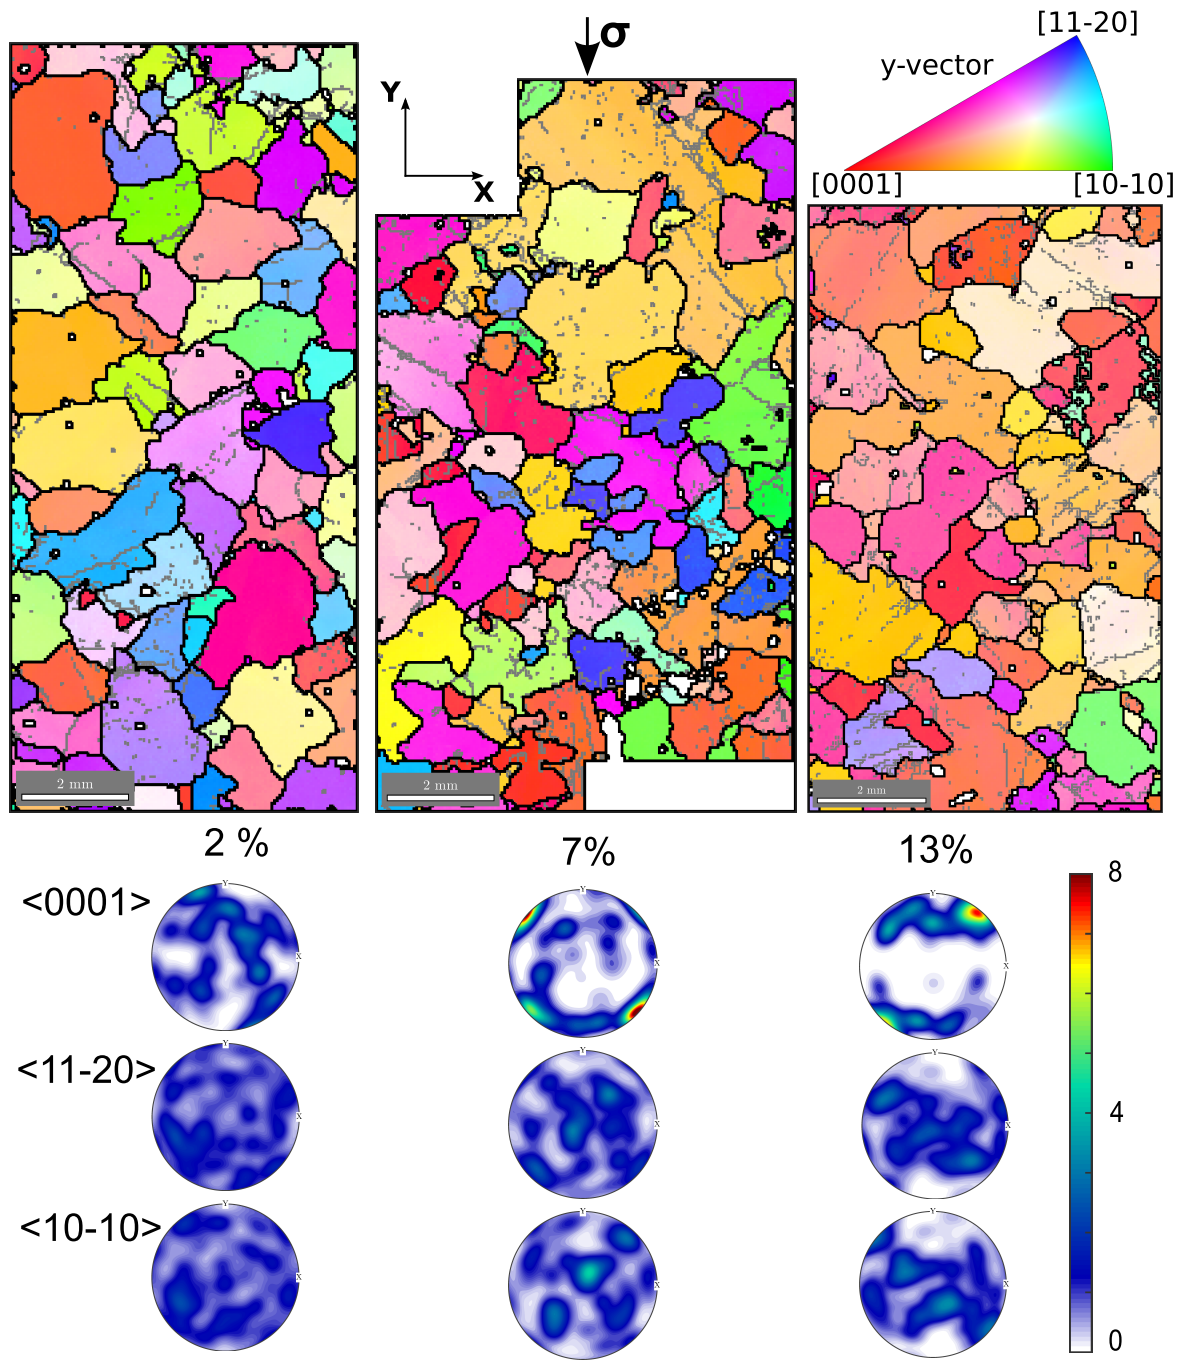 σ
[11-20]
y-vector
Y
X
[0001]
[10-10]
2 mm
2 mm
2 mm
2 %
7%
13%
<0001>
Y
X
Y
X
Y
X
8
<11-20>
Y
X
Y
X
Y
X
4
<10-10>
Y
X
Y
X
Y
X
0